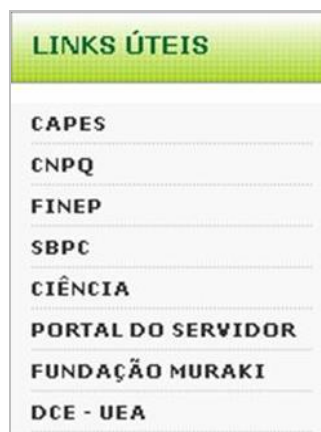 LINKS ÚTEIS
CAPES
CNPQ
FINEP
SBPC
CIÊNCIA
PORTAL DO SERVIDOR
FUNDAÇÃO MURAKI
DCE - UEA